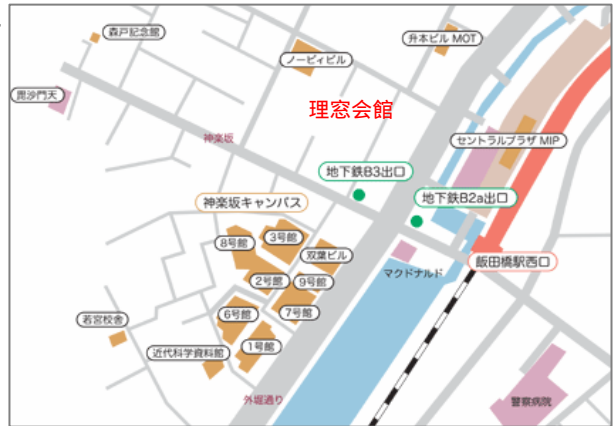 森戸記念館
升本ビル MOT
ノービィビル
毘沙門天
理窓会館
神楽坂
セントラルプラザ MIP
地下鉄B3出口
地下鉄B2a出口
神楽坂キャンパス
3号館
8号館
双葉ビル
飯田橋駅西口
マクドナルド
2号館
9号館
6号館
7号館
若宮校舎
1号館
近代科学資料館
外堀通り
警察病院